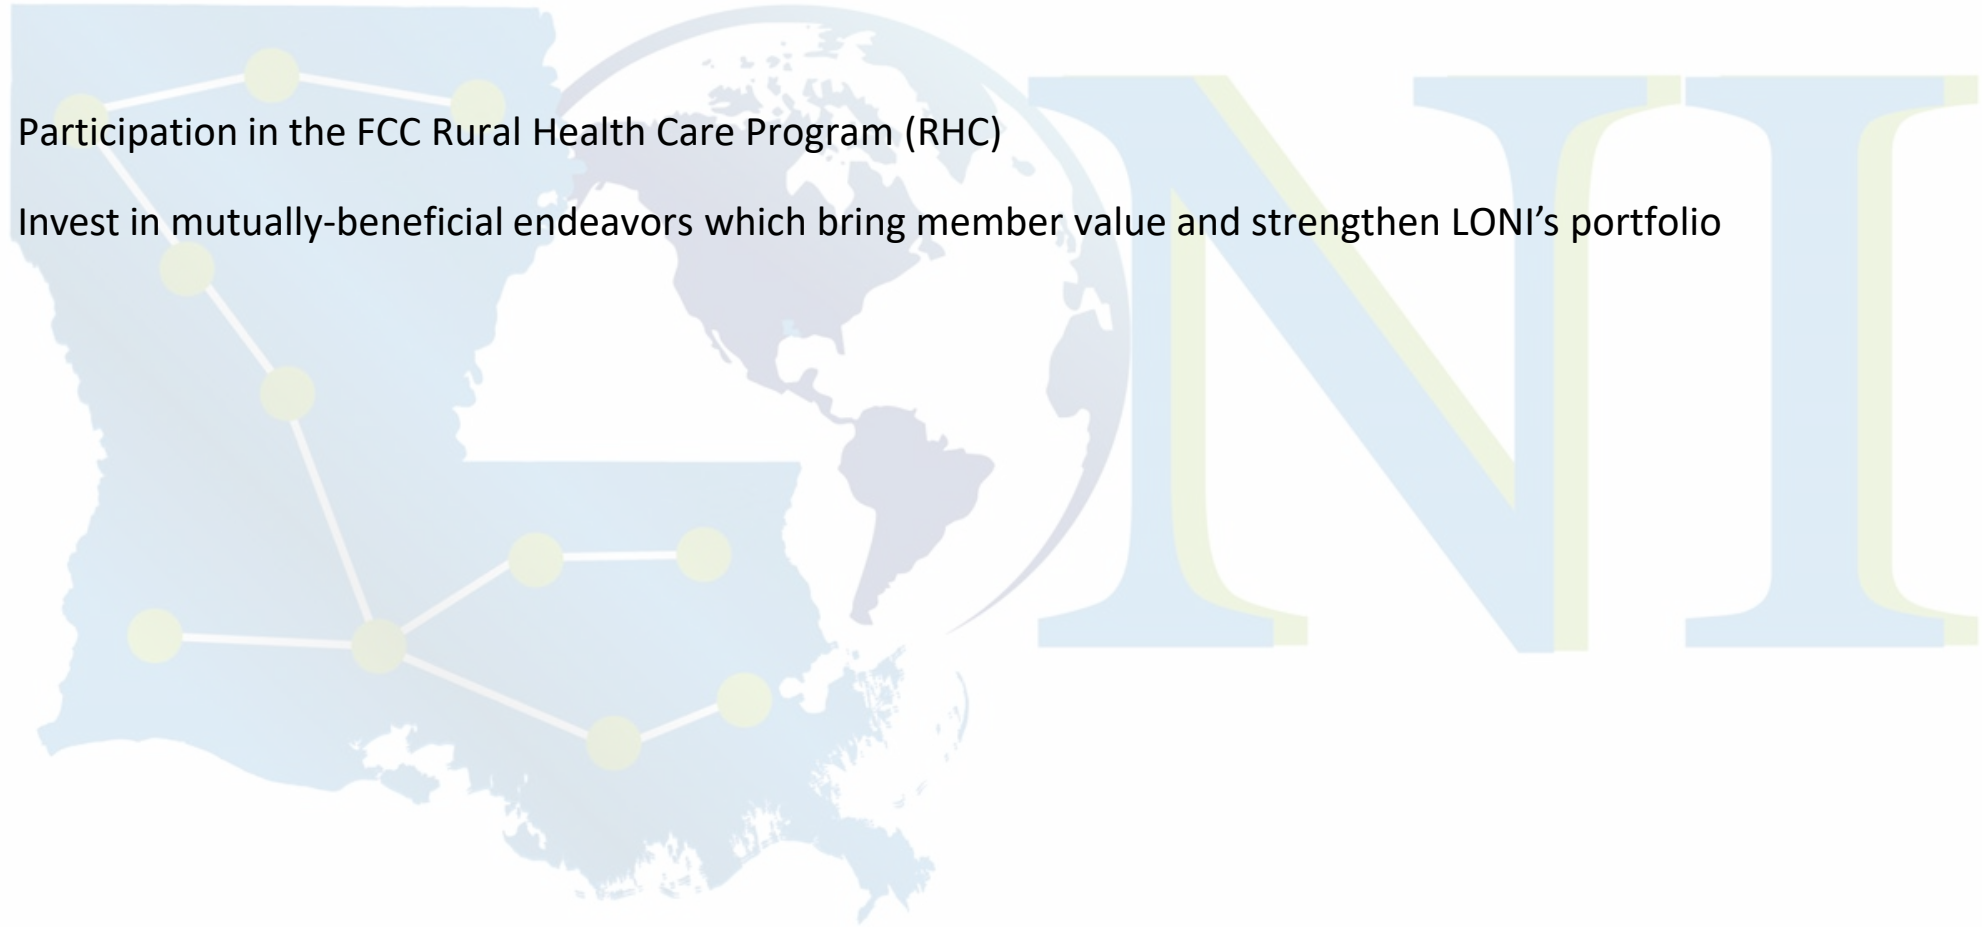 Participation in the FCC Rural Health Care Program (RHC)
Invest in mutually-beneficial endeavors which bring member value and strengthen LONI’s portfolio
NI